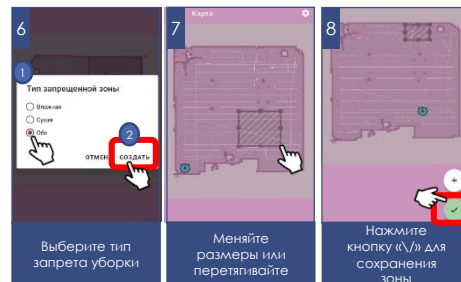 6
1
Тип запрещенной зоны
Влажная
Сухая
Обе
2
ОТМЕН
СОЗДАТЬ
Выберите тип
запрета уборки
7
Карта
Меняйте
размеры или
перетягивайте
8
+
Нажмите
кнопку «\/» для
сохранения
зоны